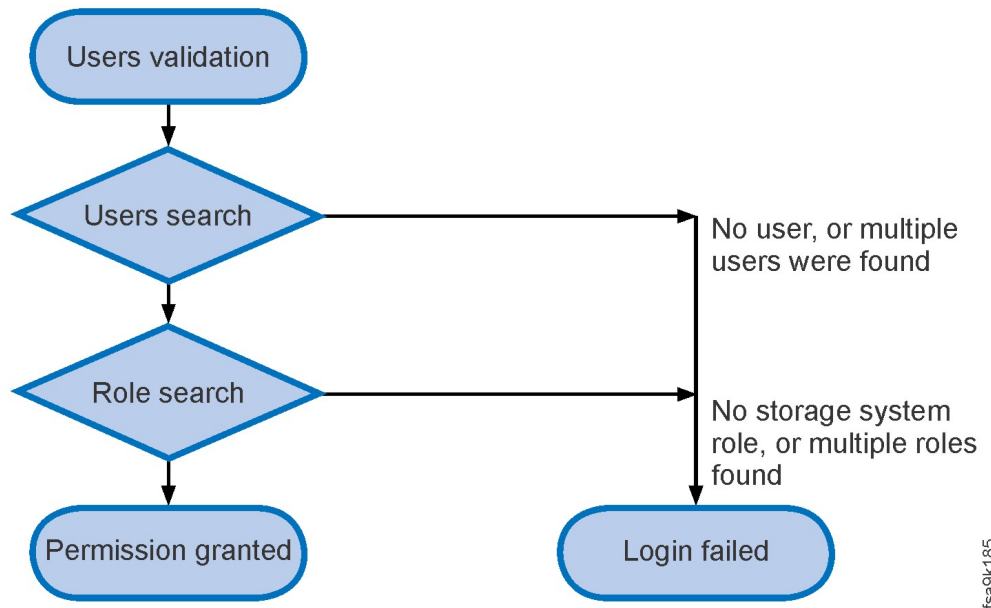 Users validation
Users search
No user, or multiple
users were found
Role search
No storage system
role, or multiple roles
found
Permission granted
Login failed
fsa9k185